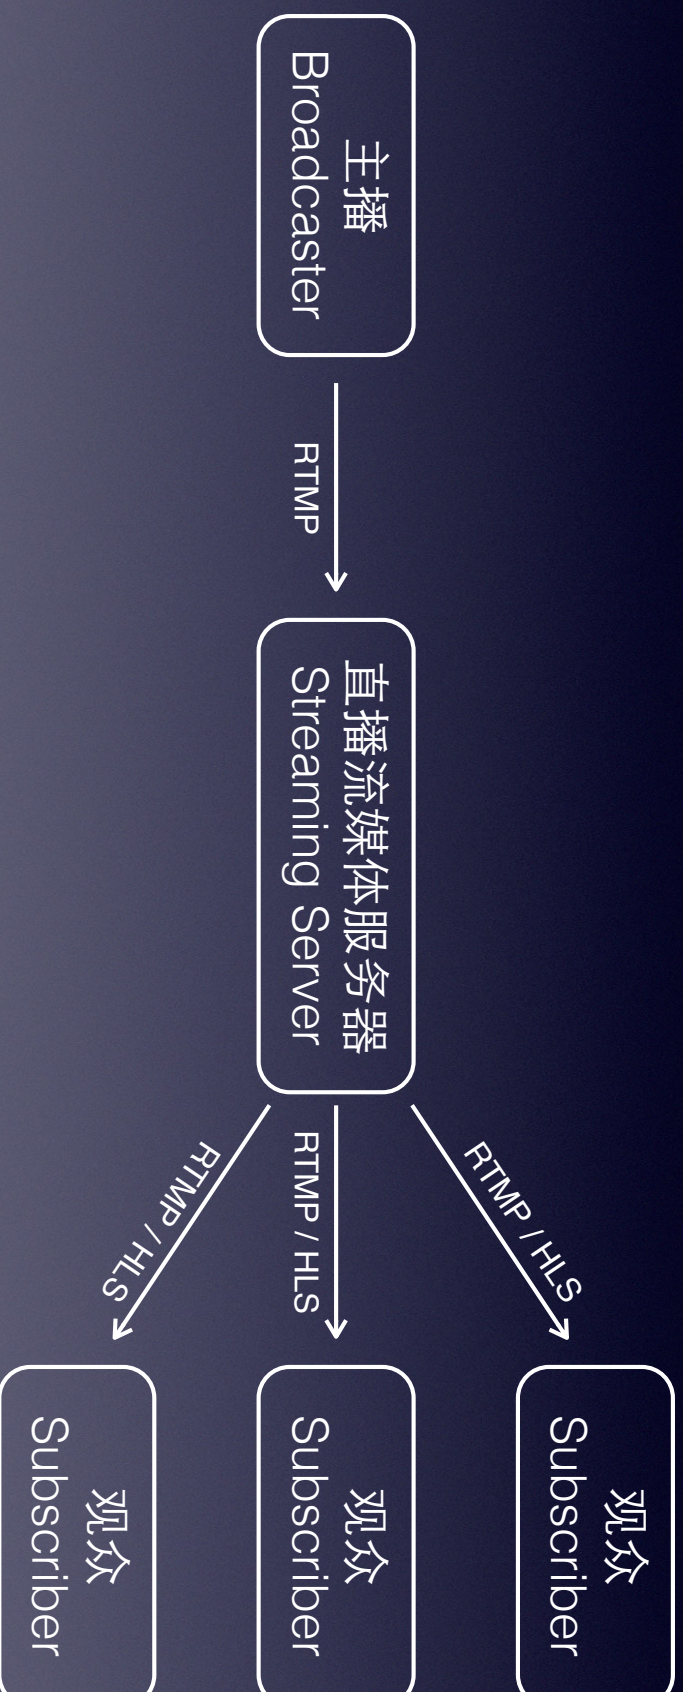 主播
Broadcaster
RTMP
直播流媒体服务器
Streaming Server
RTMP / HLS
RTMP / HLS
RTMP / HLS
观众
Subscriber
观众
Subscriber
观众
Subscriber